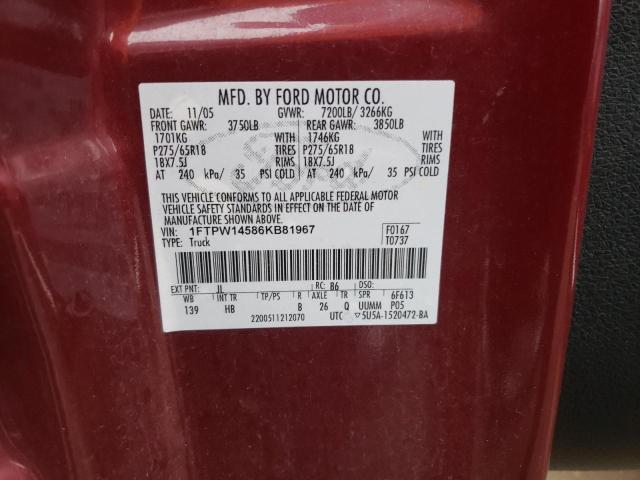 MFD. BY FORD MOTOR CO.
DATE: 11/05 GVWR: 7200LB/ 3266KG
FRONT GAWR: 3750LB REAR GAWR: 3850LB
1701KG WITH 1746KG WITH
P275/65R18 TIRES P275/65R18 TIRES
18X7.5J RIMS 18X7.5J RIMS
AT 240 kPa/ 35 PSI COLD AT 240 kPa/ 35 PSI COLD
THIS VEHICLE CONFORMS TO ALL APPLICABLE FEDERAL MOTOR
VEHICLE SAFETY STANDARDS IN EFFECT ON THE DATE OF
MANUFACTURE SHOWN ABOVE.
VIN: 1FTPW14586KB81967 F0167
TYPE: Truck T0737
EXT PNT: JL RC: 86 DSO:
WB INT TR TP/PS R AXLE TR SPR 6F613
139 HB B 26 Q UUMM P05
2200511212070 UTC ▽5U5A-1520472-BA